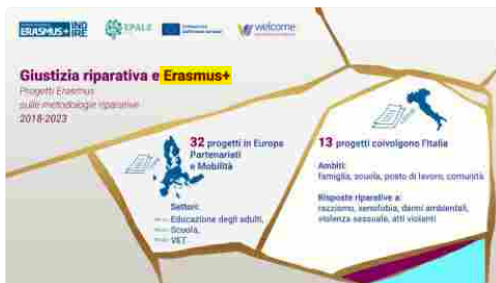 ERASMUS+
INDIRE
EPALE
welcome
Giustizia riparativa e Erasmus+
Progetti Erasmus
sulle metodologie riparative
2018-2023
32 progetti in Europa
Partenariati
e Mobilità
Settori:
Educazione degli adulti,
Scuola,
VET
13 progetti coivolgono l'Italia
Ambiti:
famiglia, scuola, posto di lavoro, comunità
Risposte riparative a:
razzismo, xenofobia, danni ambientali,
violenza sessuale, atti violenti